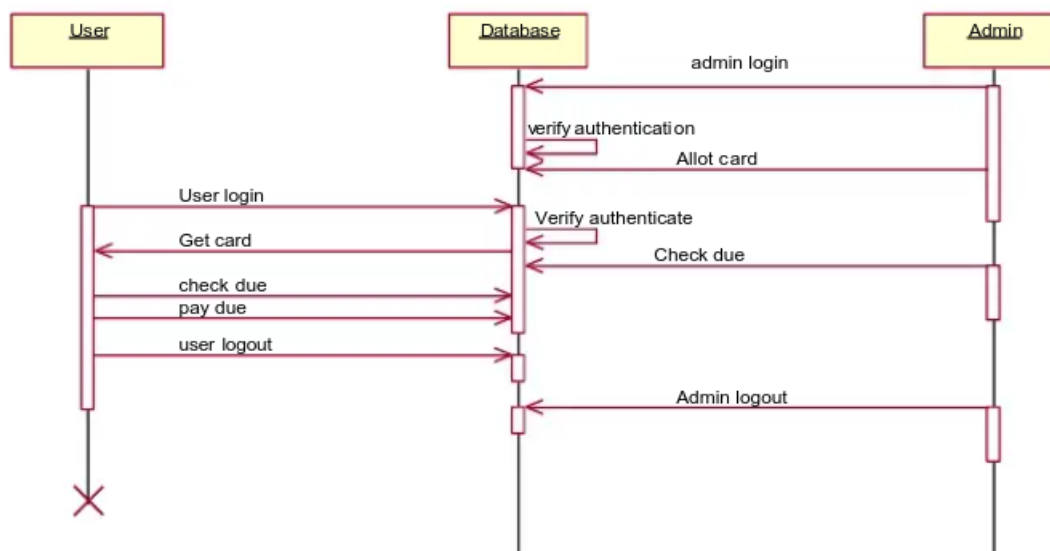 User
Database
Admin
admin login
verify authentication
Allot card
User login
Verify authenticate
Get card
Check due
check due
pay due
user logout
Admin logout